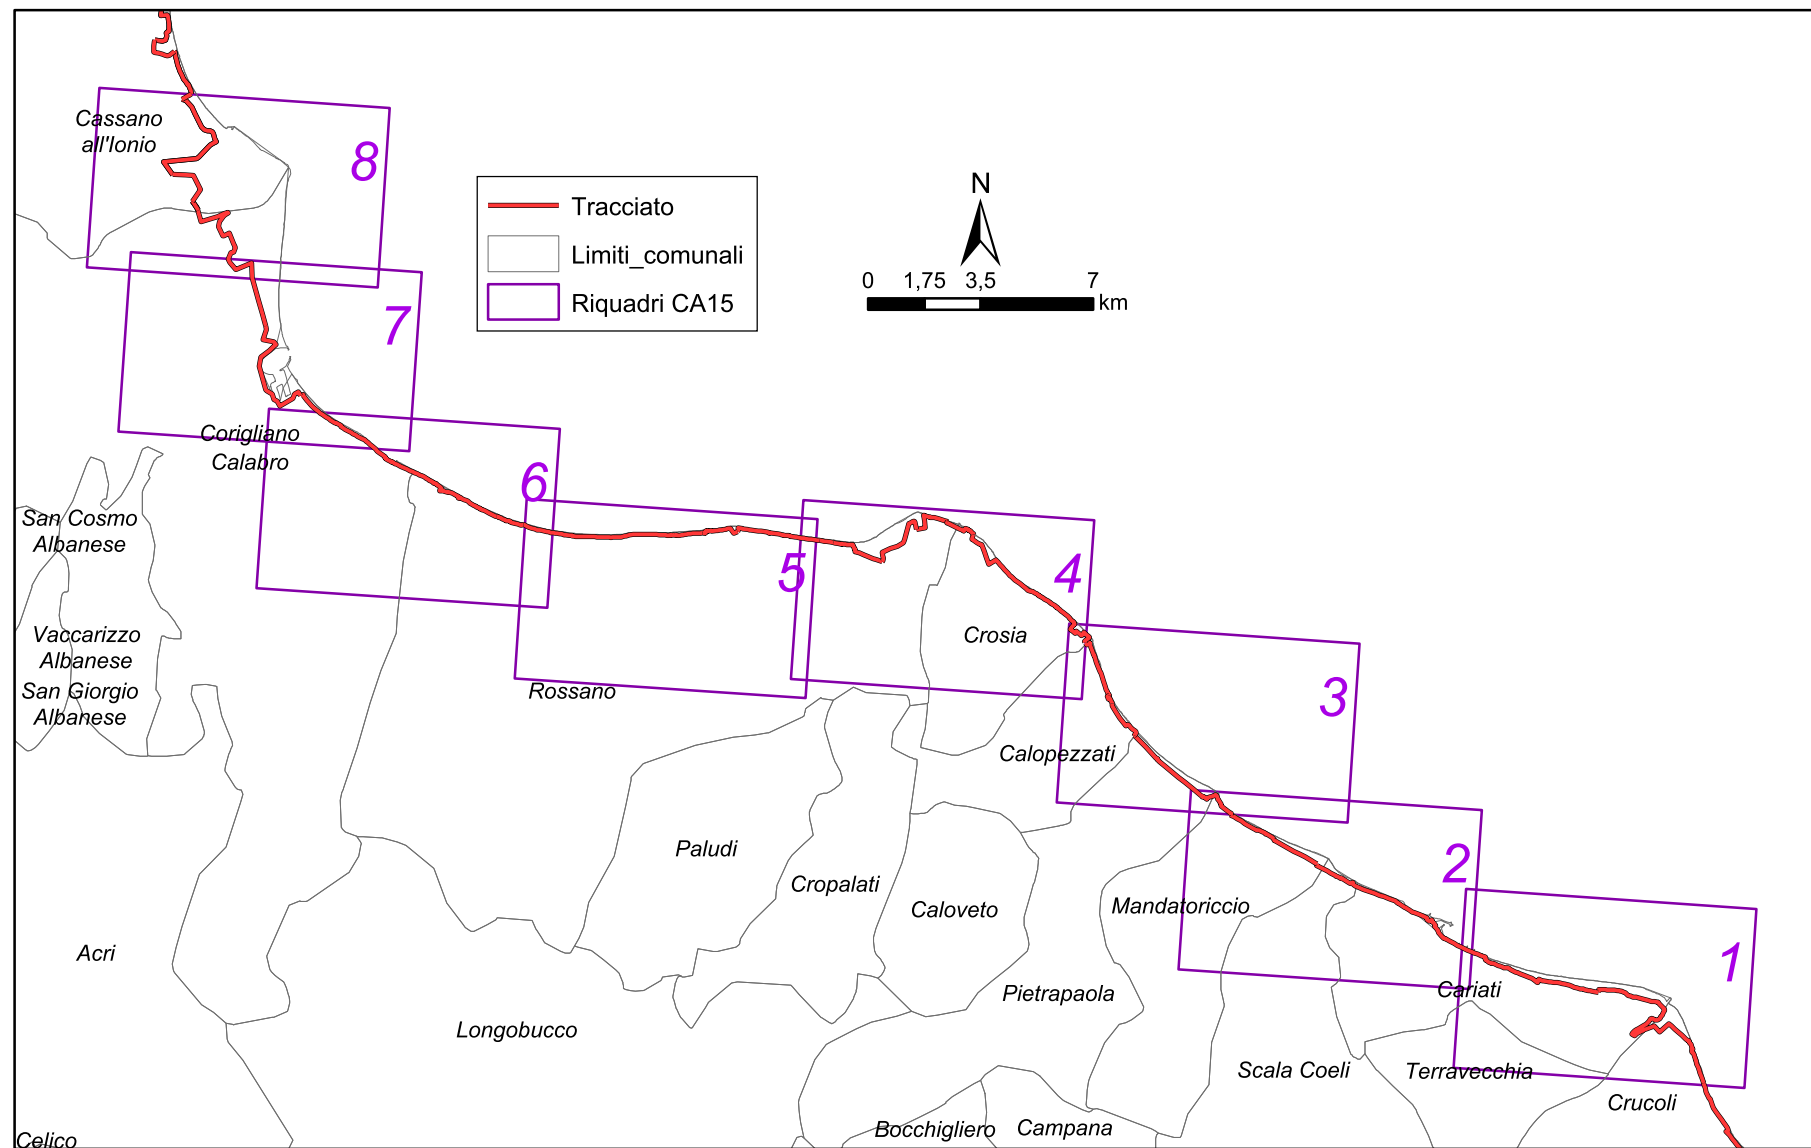 Cassano
all'Ionio
8
Tracciato
Limiti_comunali
Riquadri CA15
N
0 1,75 3,5 7
km
7
Corigliano
Calabro
6
San Cosmo
Albanese
5
4
Vaccarizzo
Albanese
Crosia
San Giorgio
Albanese
Rossano
3
Calopezzati
Paludi
Cropalati
2
Caloveto
Mandatoriccio
Acri
1
Pietrapaola
Cariati
Longobucco
Scala Coeli
Terravecchia
Crucoli
Bocchigliero
Campana
Celico